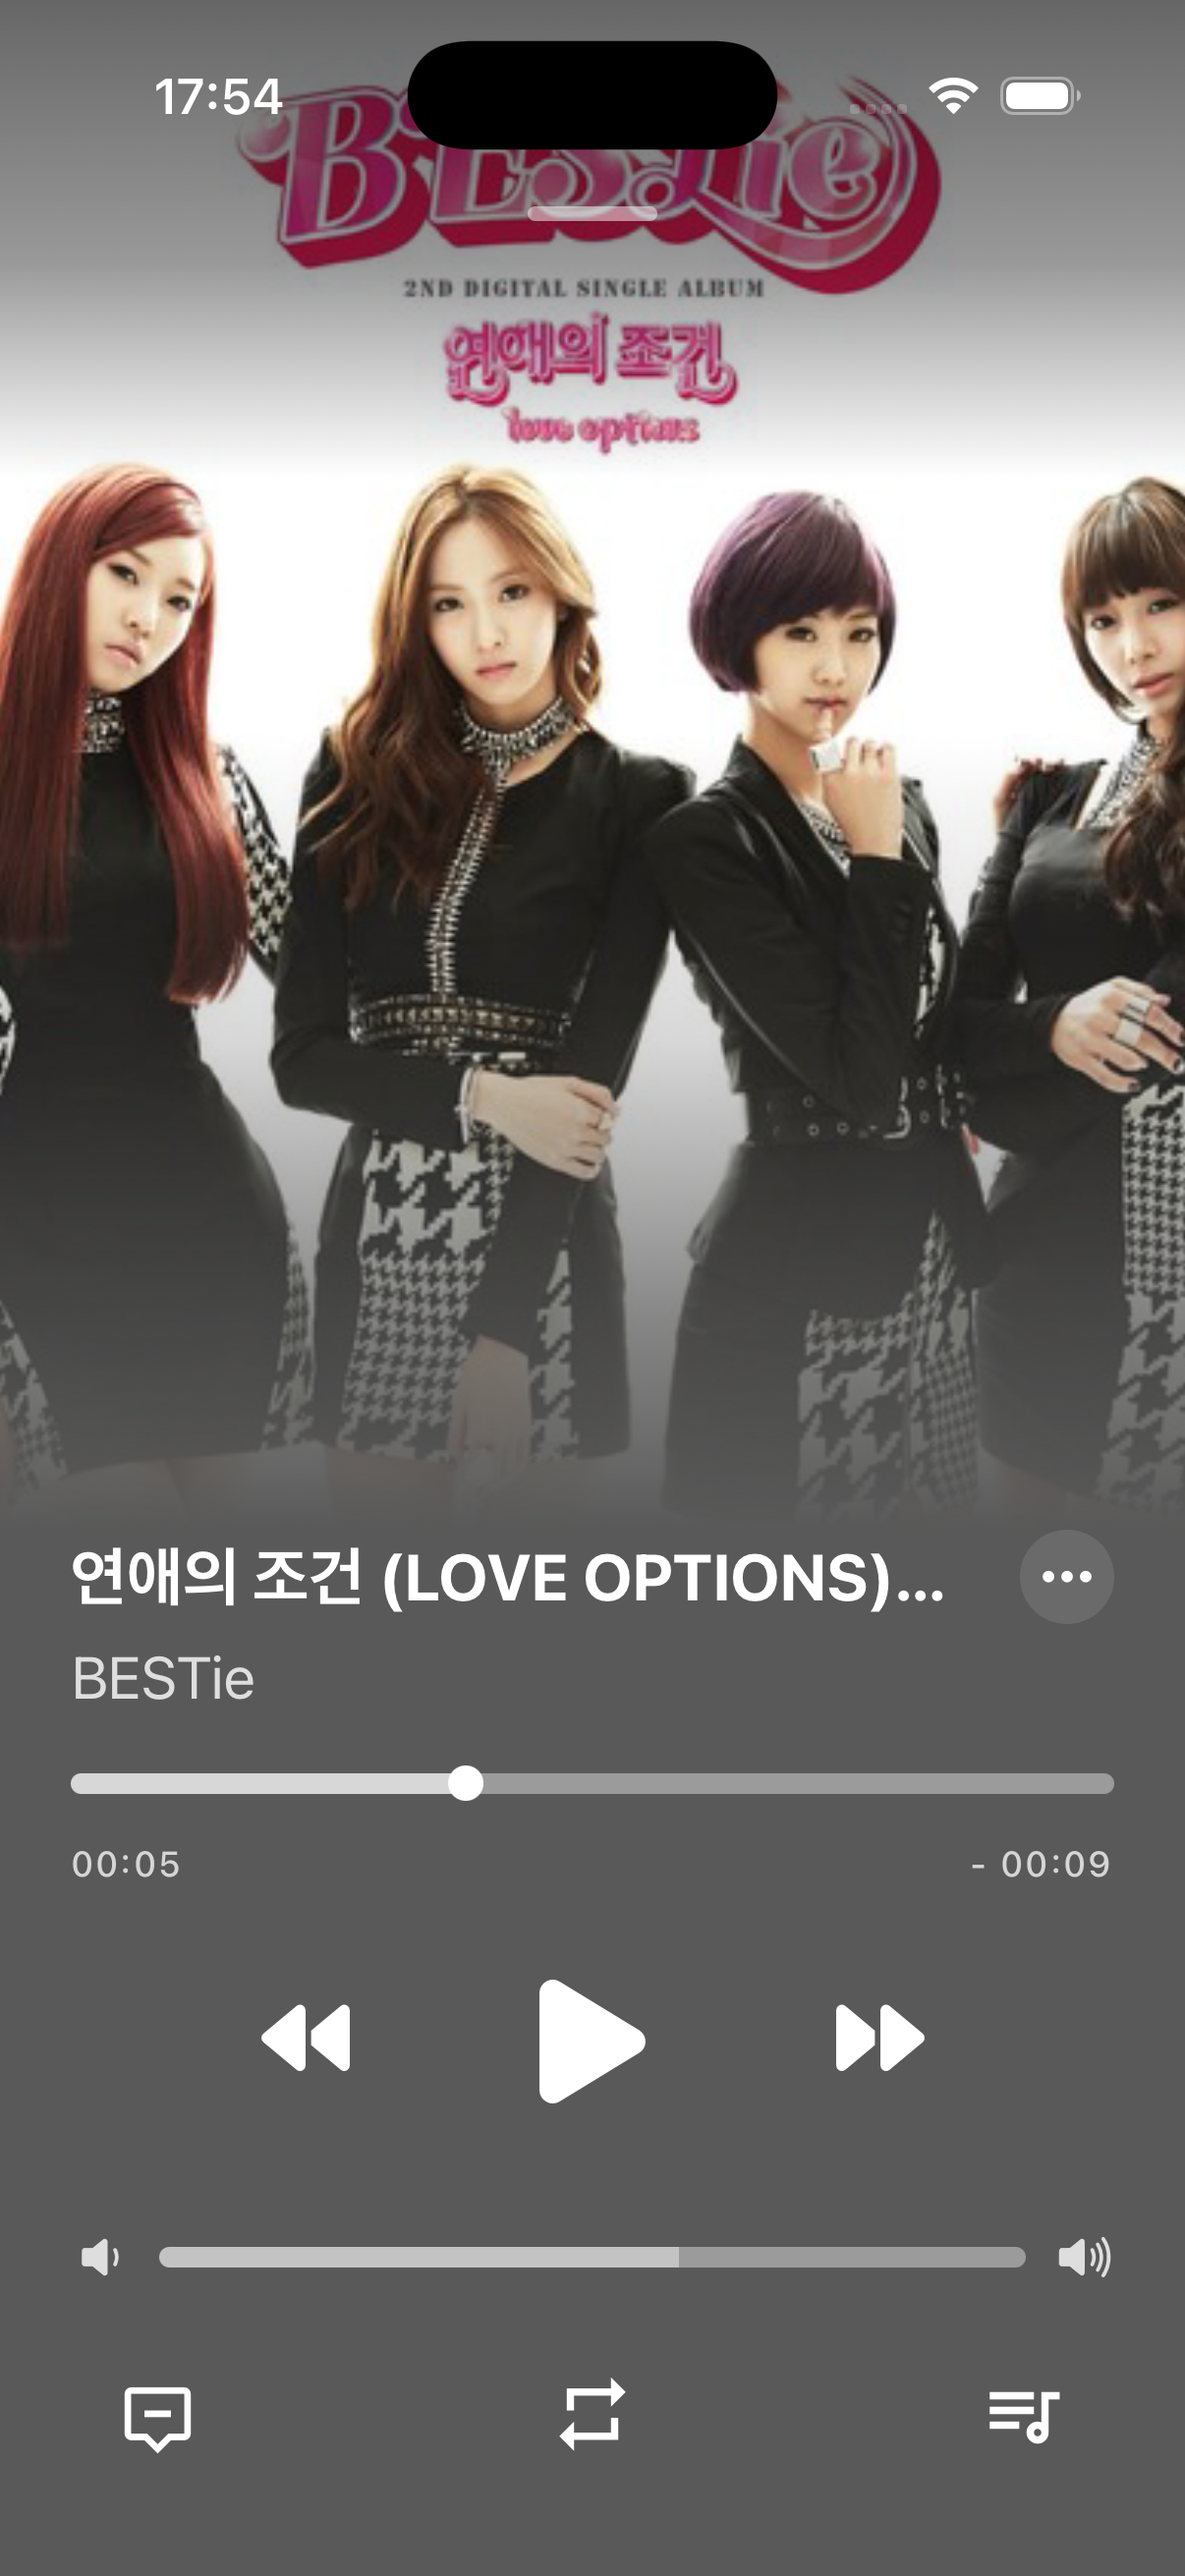 17:54
BESTie
2ND DIGITAL SINGLE ALBUM
연애의 조건
love options
연애의 조건 (LOVE OPTIONS)...
BESTie
00:05
- 00:09